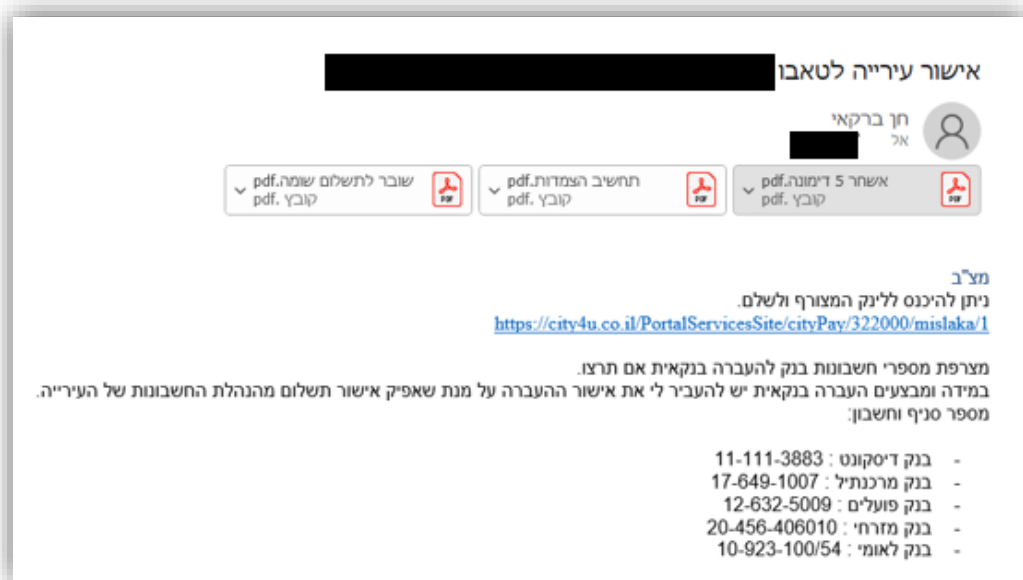 אישור עירייה לטאבו
חן ברקאי
אל
אשחר 5 דימונה.pdf
קובץ .pdf
תחשיב הצמדות.pdf
קובץ .pdf
שובר לתשלום שומה.pdf
קובץ .pdf
מצ"ב
ניתן להיכנס ללינק המצורף ולשלם.
https://city4u.co.il/PortalServicesSite/cityPay/322000/mislaka/1
מצרפת מספרי חשבונות בנק להעברה בנקאית אם תרצו.
במידה ומבצעים העברה בנקאית יש להעביר לי את אישור ההעברה על מנת שאפיק אישור תשלום מהנהלת החשבונות של העירייה.
מספר סניף וחשבון:
- בנק דיסקונט : 11-111-3883
- בנק מרכנתיל : 17-649-1007
- בנק פועלים : 12-632-5009
- בנק מזרחי : 20-456-406010
- בנק לאומי : 10-923-100/54